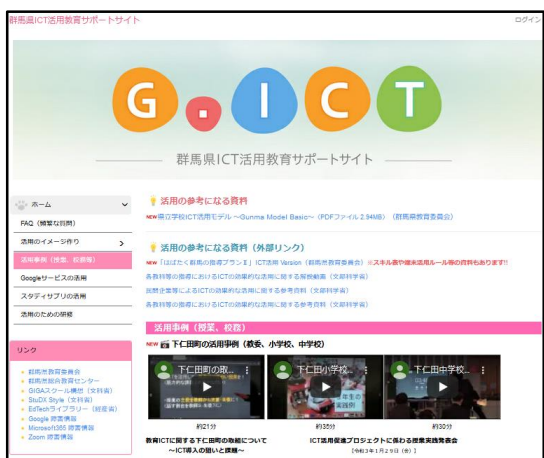 群馬県ICT活用教育サポートサイト
ログイン
G.ICT
群馬県ICT活用教育サポートサイト
ホーム
FAQ（頻繁な質問）
活用のイメージ作り
活用事例（授業、校務等）
Googleサービスの活用
スタディサプリの活用
活用のための研修
リンク
群馬県教育委員会
群馬県総合教育センター
GIGAスクール構想（文科省）
StuDX Style（文科省）
EdTechライブラリー（経産省）
Google 障害情報
Microsoft365 障害情報
Zoom 障害情報
活用の参考になる資料
NEW 県立学校ICT活用モデル ～Gunma Model Basic～（PDFファイル 2.94MB）（群馬県教育委員会）
活用の参考になる資料（外部リンク）
NEW 「はばたく群馬の指導プランⅡ」ICT活用 Version（群馬県教育委員会）※スキル表や端末活用ルール等の資料もあります!!
各教科等の指導におけるICTの効果的な活用に関する解説動画（文部科学省）
民間企業等によるICTの効果的な活用に関する参考資料（文部科学省）
各教科等の指導におけるICTの効果的な活用に関する参考資料（文部科学省）
活用事例（授業、校務）
NEW 下仁田町の活用事例（教委、小学校、中学校）
下仁田町の取...
下仁田小学校...
下仁田中学校...
約21分
約35分
約30分
教育ICTに関する下仁田町の取組について
～ICT導入の狙いと課題～
ICT活用促進プロジェクトに係わる授業実践発表会
［令和3年1月29日（金）］